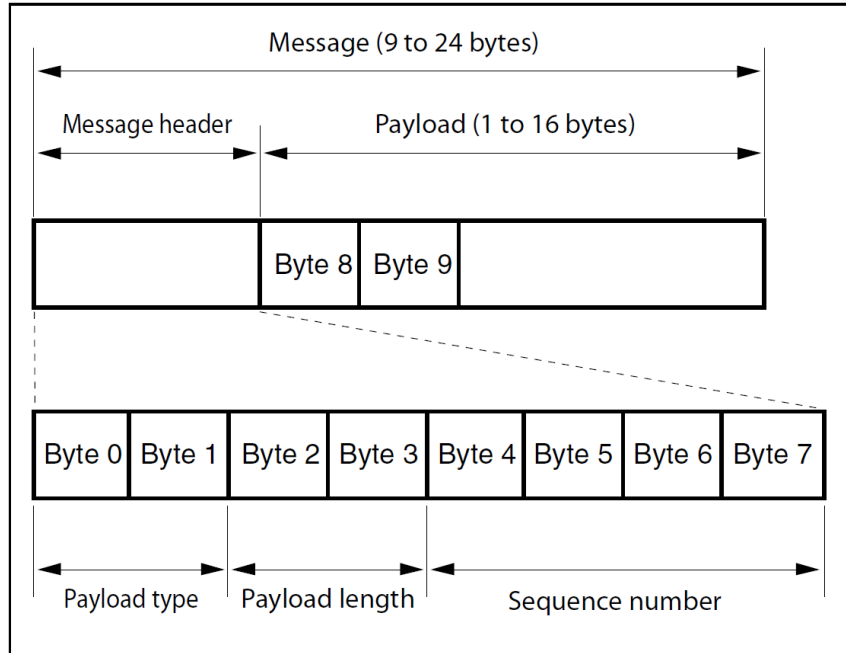 Message (9 to 24 bytes)
Message header
Payload (1 to 16 bytes)
Byte 8
Byte 9
Byte 0
Byte 1
Byte 2
Byte 3
Byte 4
Byte 5
Byte 6
Byte 7
Payload type
Payload length
Sequence number